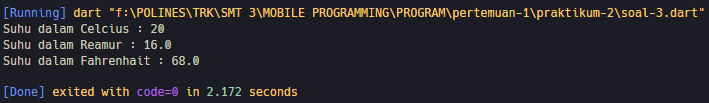 [Running] dart "f:\POLINES\TRK\SMT 3\MOBILE PROGRAMMING\PROGRAM\pertemuan-1\praktikum-2\soal-3.dart"
Suhu dalam Celcius : 20
Suhu dalam Reamur : 16.0
Suhu dalam Fahrenhait : 68.0
[Done] exited with code=0 in 2.172 seconds